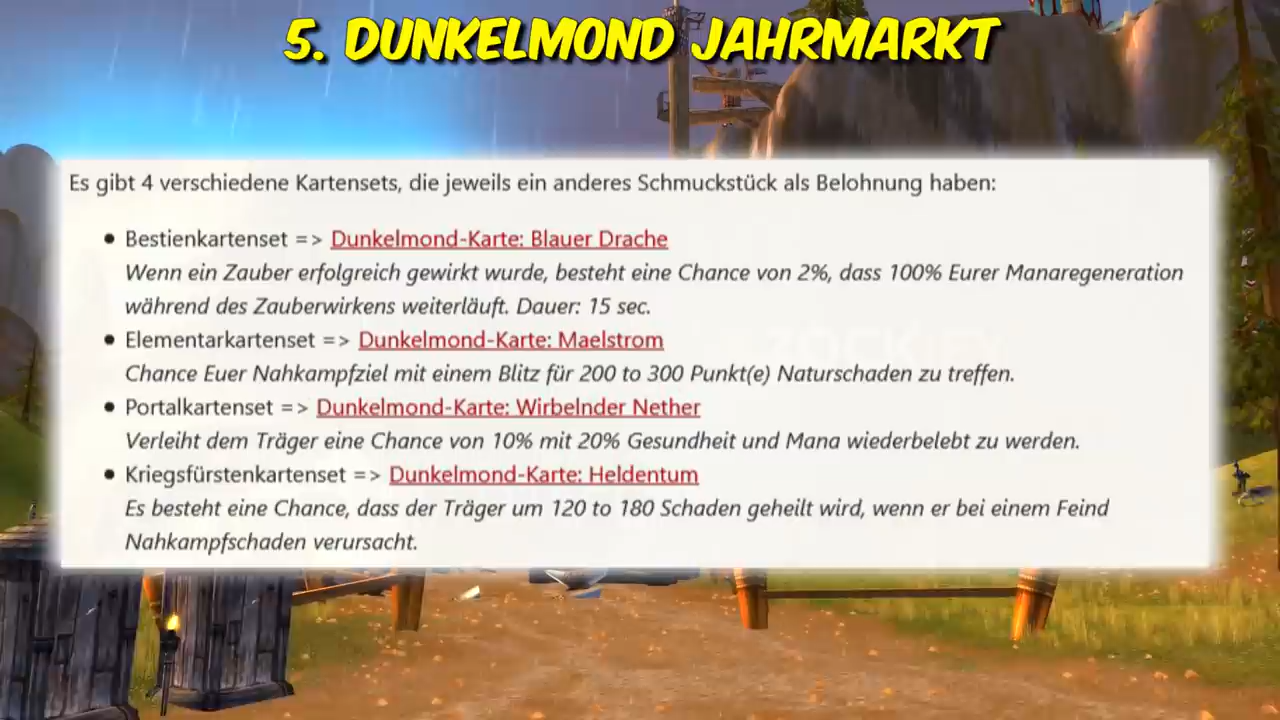 5. DUNKELMOND JAHRMARKT
Es gibt 4 verschiedene Kartensets, die jeweils ein anderes Schmuckstück als Belohnung haben:
• Bestienkartenset => Dunkelmond-Karte: Blauer Drache
Wenn ein Zauber erfolgreich gewirkt wurde, besteht eine Chance von 2%, dass 100% Eurer Manaregeneration
während des Zauberwirkens weiterläuft. Dauer: 15 sec.
• Elementarkartenset => Dunkelmond-Karte: Maelstrom
Chance Euer Nahkampfziel mit einem Blitz für 200 to 300 Punkt(e) Naturschaden zu treffen.
• Portalkartenset => Dunkelmond-Karte: Wirbelnder Nether
Verleiht dem Träger eine Chance von 10% mit 20% Gesundheit und Mana wiederbelebt zu werden.
• Kriegsfürstenkartenset => Dunkelmond-Karte: Heldentum
Es besteht eine Chance, dass der Träger um 120 to 180 Schaden geheilt wird, wenn er bei einem Feind
Nahkampfschaden verursacht.